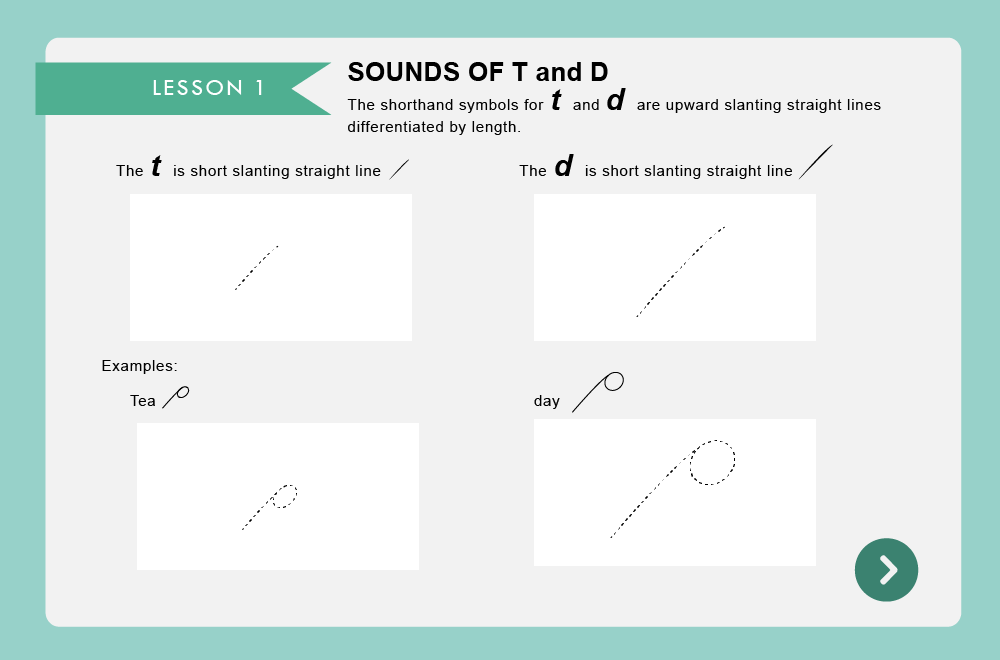 LESSON 1
SOUNDS OF T and D
The shorthand symbols for t and d are upward slanting straight lines
differentiated by length.
The t is short slanting straight line
The d is short slanting straight line
Examples:
Tea
day